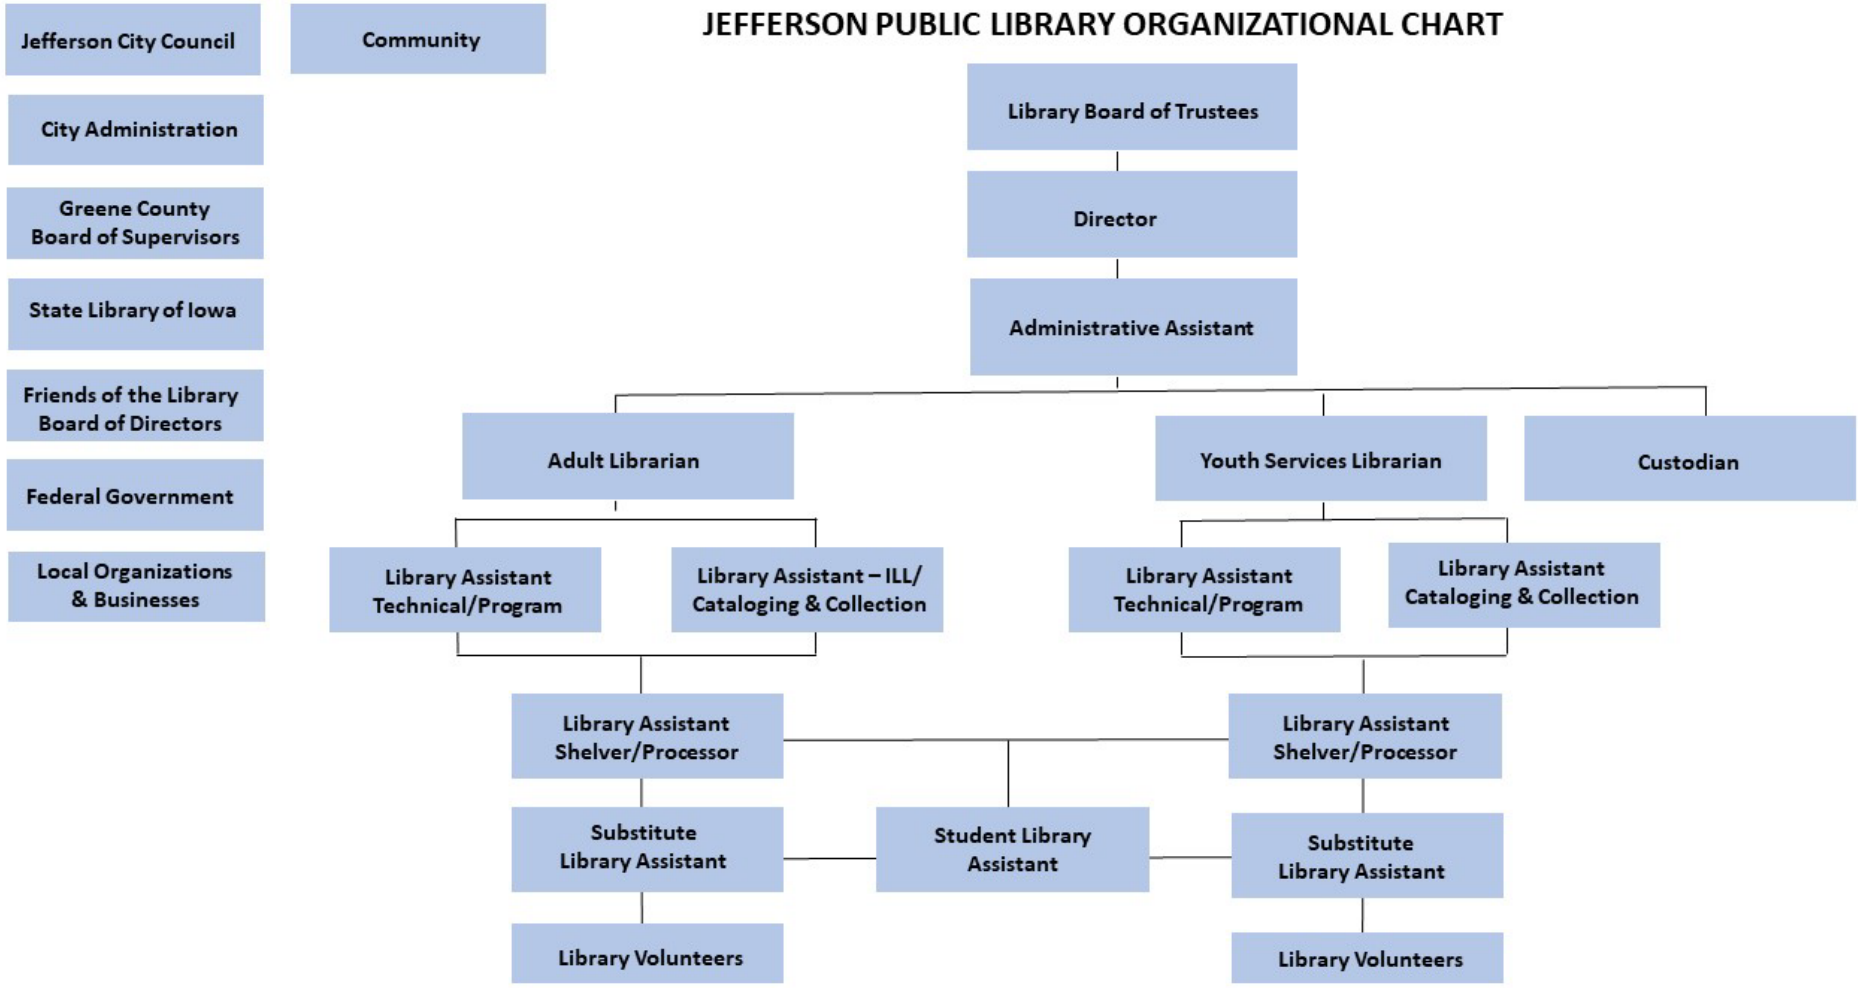 JEFFERSON PUBLIC LIBRARY ORGANIZATIONAL CHART
Jefferson City Council
Community
City Administration
Greene County
Board of Supervisors
State Library of Iowa
Friends of the Library
Board of Directors
Federal Government
Local Organizations
& Businesses
Library Board of Trustees
Director
Administrative Assistant
Adult Librarian
Youth Services Librarian
Custodian
Library Assistant
Technical/Program
Library Assistant – ILL/
Cataloging & Collection
Library Assistant
Technical/Program
Library Assistant
Cataloging & Collection
Library Assistant
Shelver/Processor
Library Assistant
Shelver/Processor
Substitute
Library Assistant
Student Library
Assistant
Substitute
Library Assistant
Library Volunteers
Library Volunteers